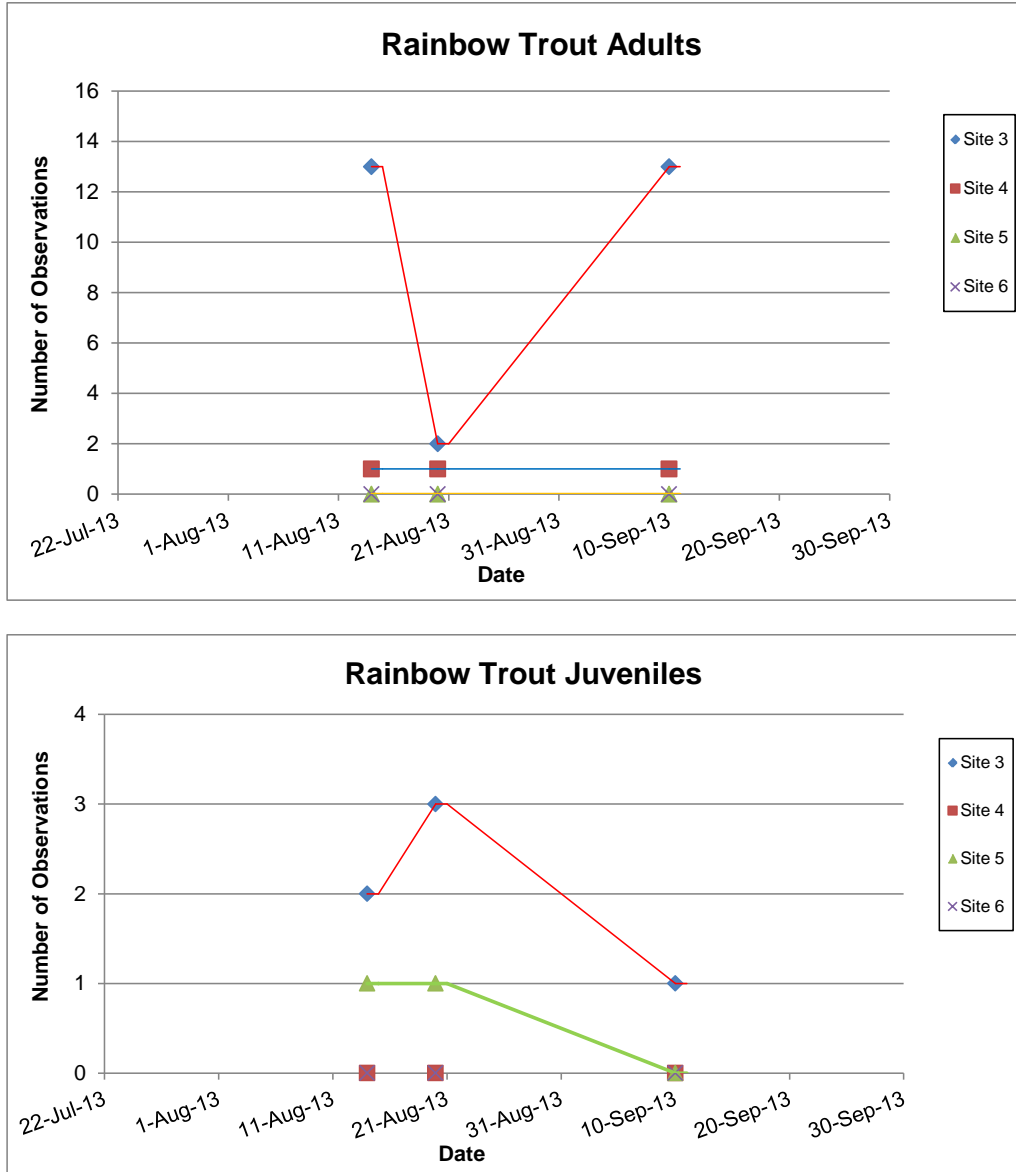 Rainbow Trout Adults
16
14
12
10
8
6
4
2
0
Number of Observations
22-Jul-13
1-Aug-13
11-Aug-13
21-Aug-13
31-Aug-13
10-Sep-13
20-Sep-13
30-Sep-13
Date
Site 3
Site 4
Site 5
Site 6
Rainbow Trout Juveniles
4
3
2
1
0
Number of Observations
22-Jul-13
1-Aug-13
11-Aug-13
21-Aug-13
31-Aug-13
10-Sep-13
20-Sep-13
30-Sep-13
Date
Site 3
Site 4
Site 5
Site 6